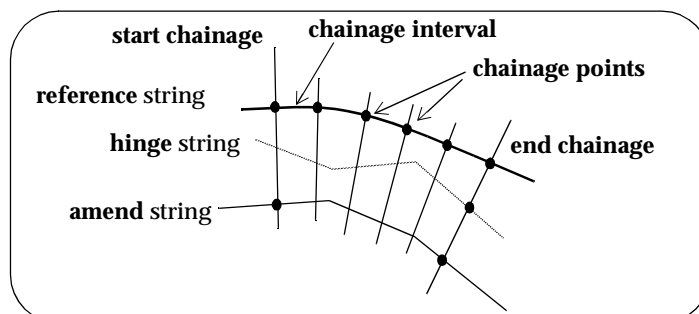 start chainage
chainage interval
chainage points
reference string
hinge string
end chainage
amend string